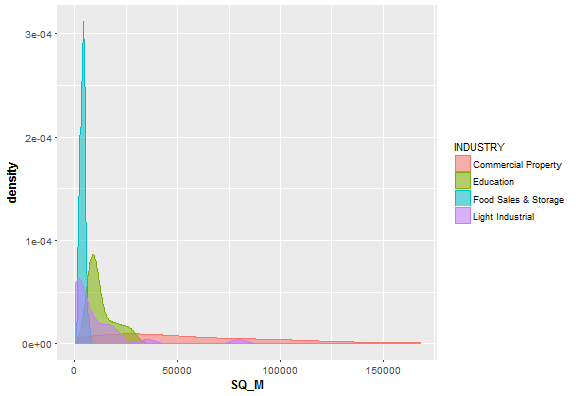 3e-04
2e-04
1e-04
0e+00
density
0
50000
100000
150000
SQ_M
INDUSTRY
Commercial Property
Education
Food Sales & Storage
Light Industrial